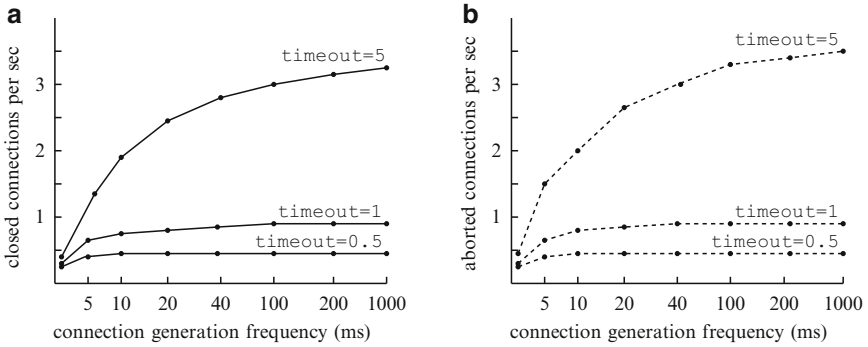 a
closed connections per sec
3
2
1
timeout=5
timeout=1
timeout=0.5
5 10 20 40 100 200 1000
connection generation frequency (ms)
b
aborted connections per sec
3
2
1
timeout=5
timeout=1
timeout=0.5
5 10 20 40 100 200 1000
connection generation frequency (ms)